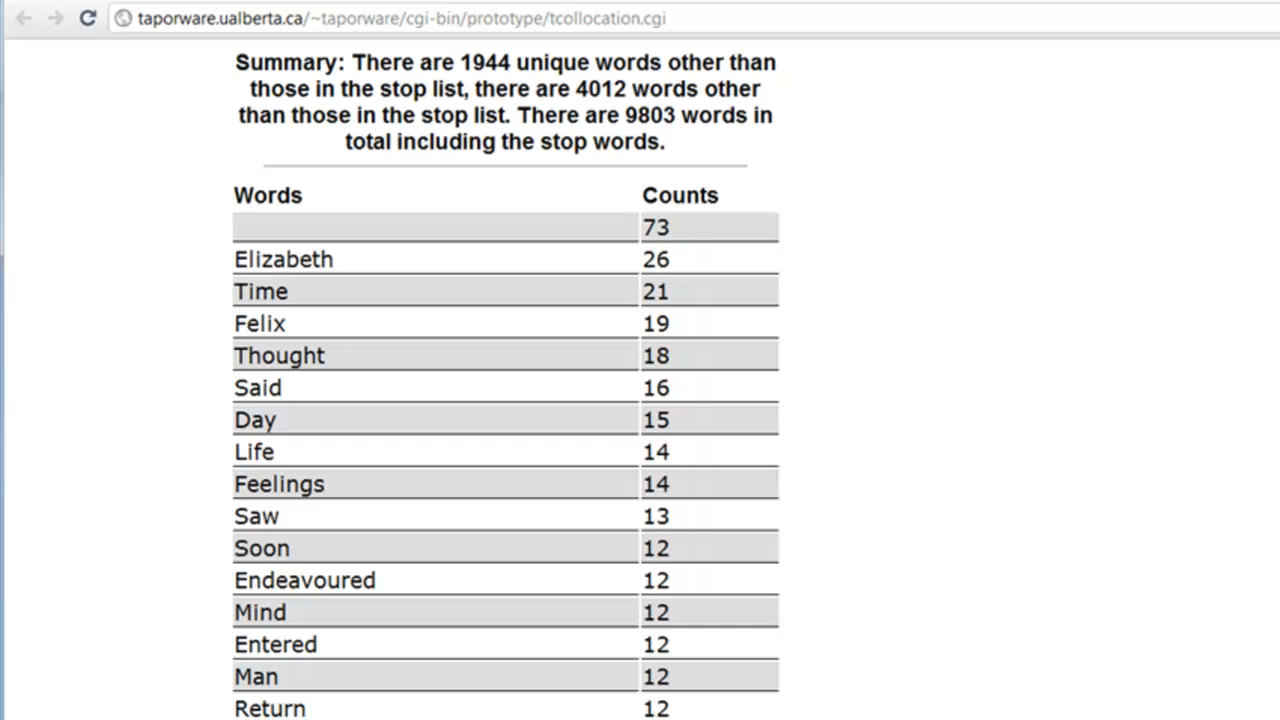 taporware.ualberta.ca/~taporware/cgi-bin/prototype/tcollocation.cgi
Summary: There are 1944 unique words other than
those in the stop list, there are 4012 words other
than those in the stop list. There are 9803 words in
total including the stop words.
Words Counts
73
Elizabeth 26
Time 21
Felix 19
Thought 18
Said 16
Day 15
Life 14
Feelings 14
Saw 13
Soon 12
Endeavoured 12
Mind 12
Entered 12
Man 12
Return 12